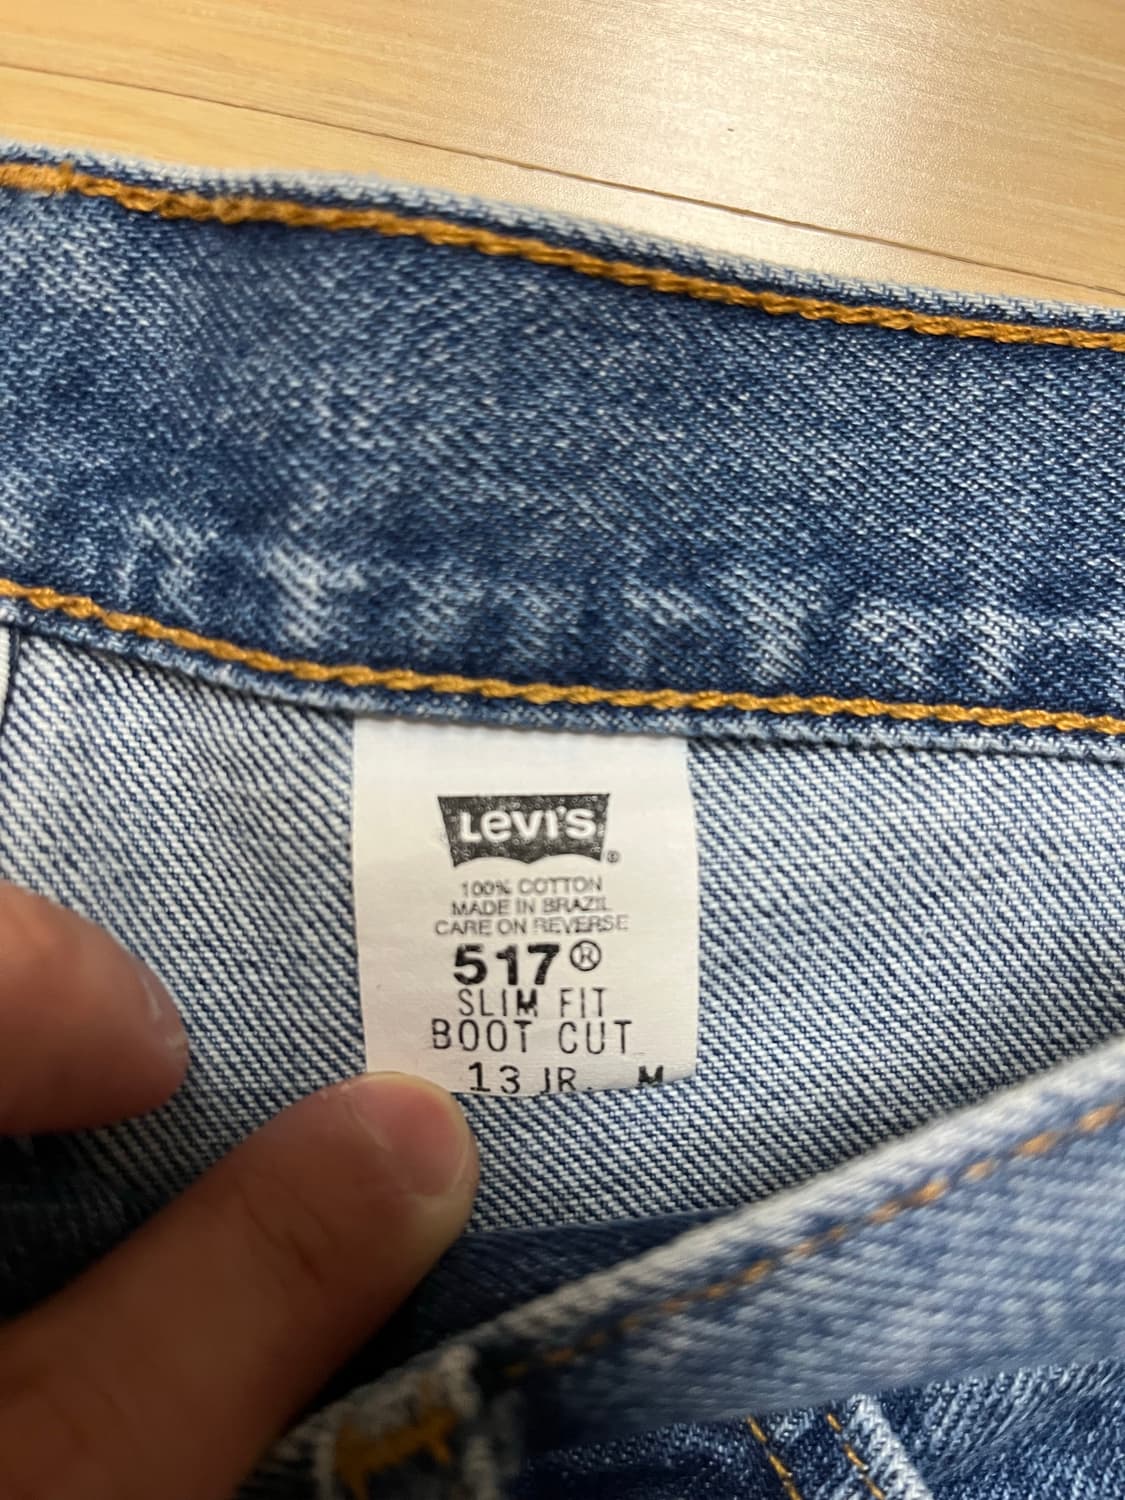 Levi's®
100% COTTON
MADE IN BRAZIL
CARE ON REVERSE
517®
SLIM FIT
BOOT CUT
13 JR. M